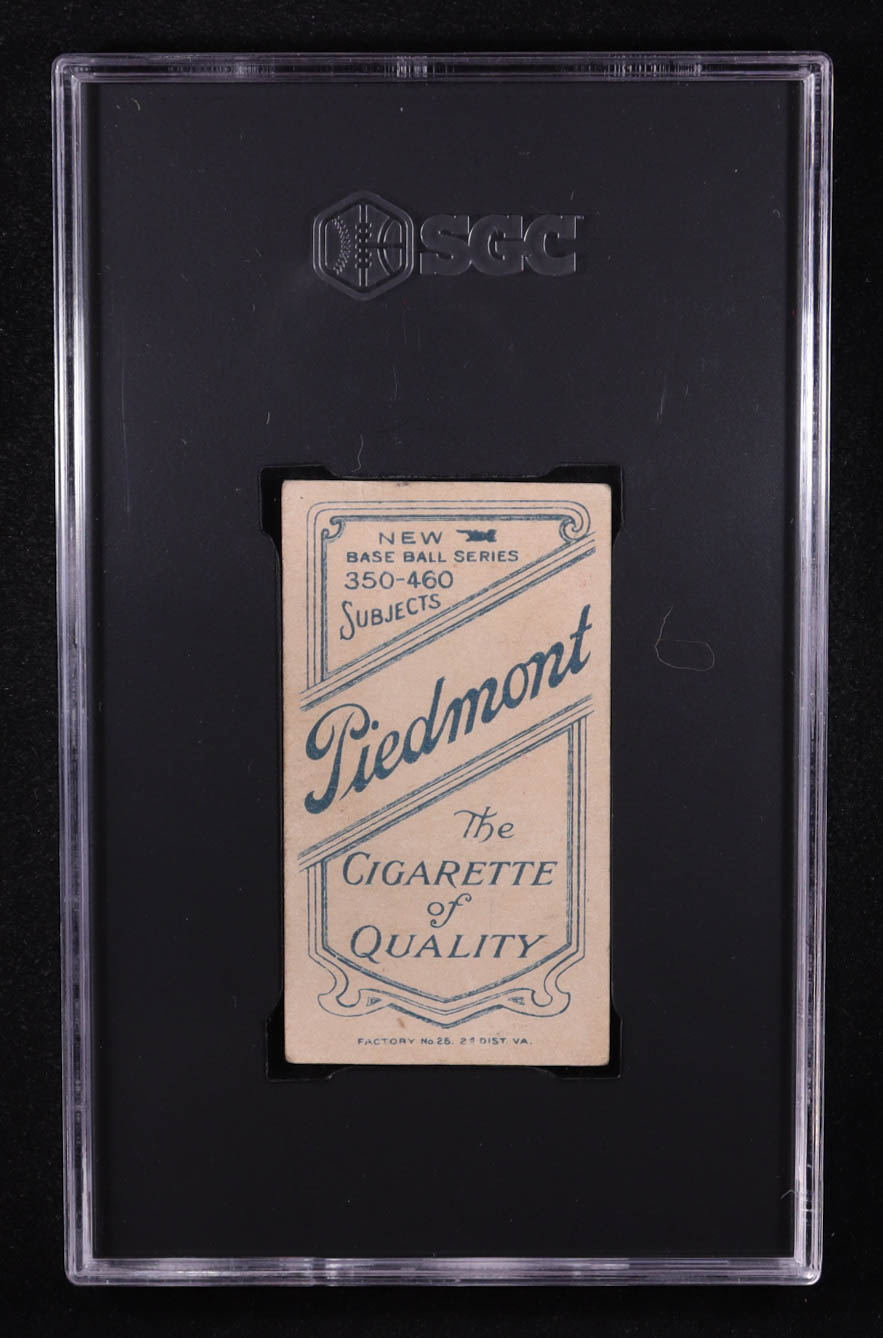 SGC
NEW
BASE BALL SERIES
350-460
SUBJECTS
Piedmont
The
CIGARETTE
of
QUALITY
FACTORY No. 25. 2d DIST. VA.